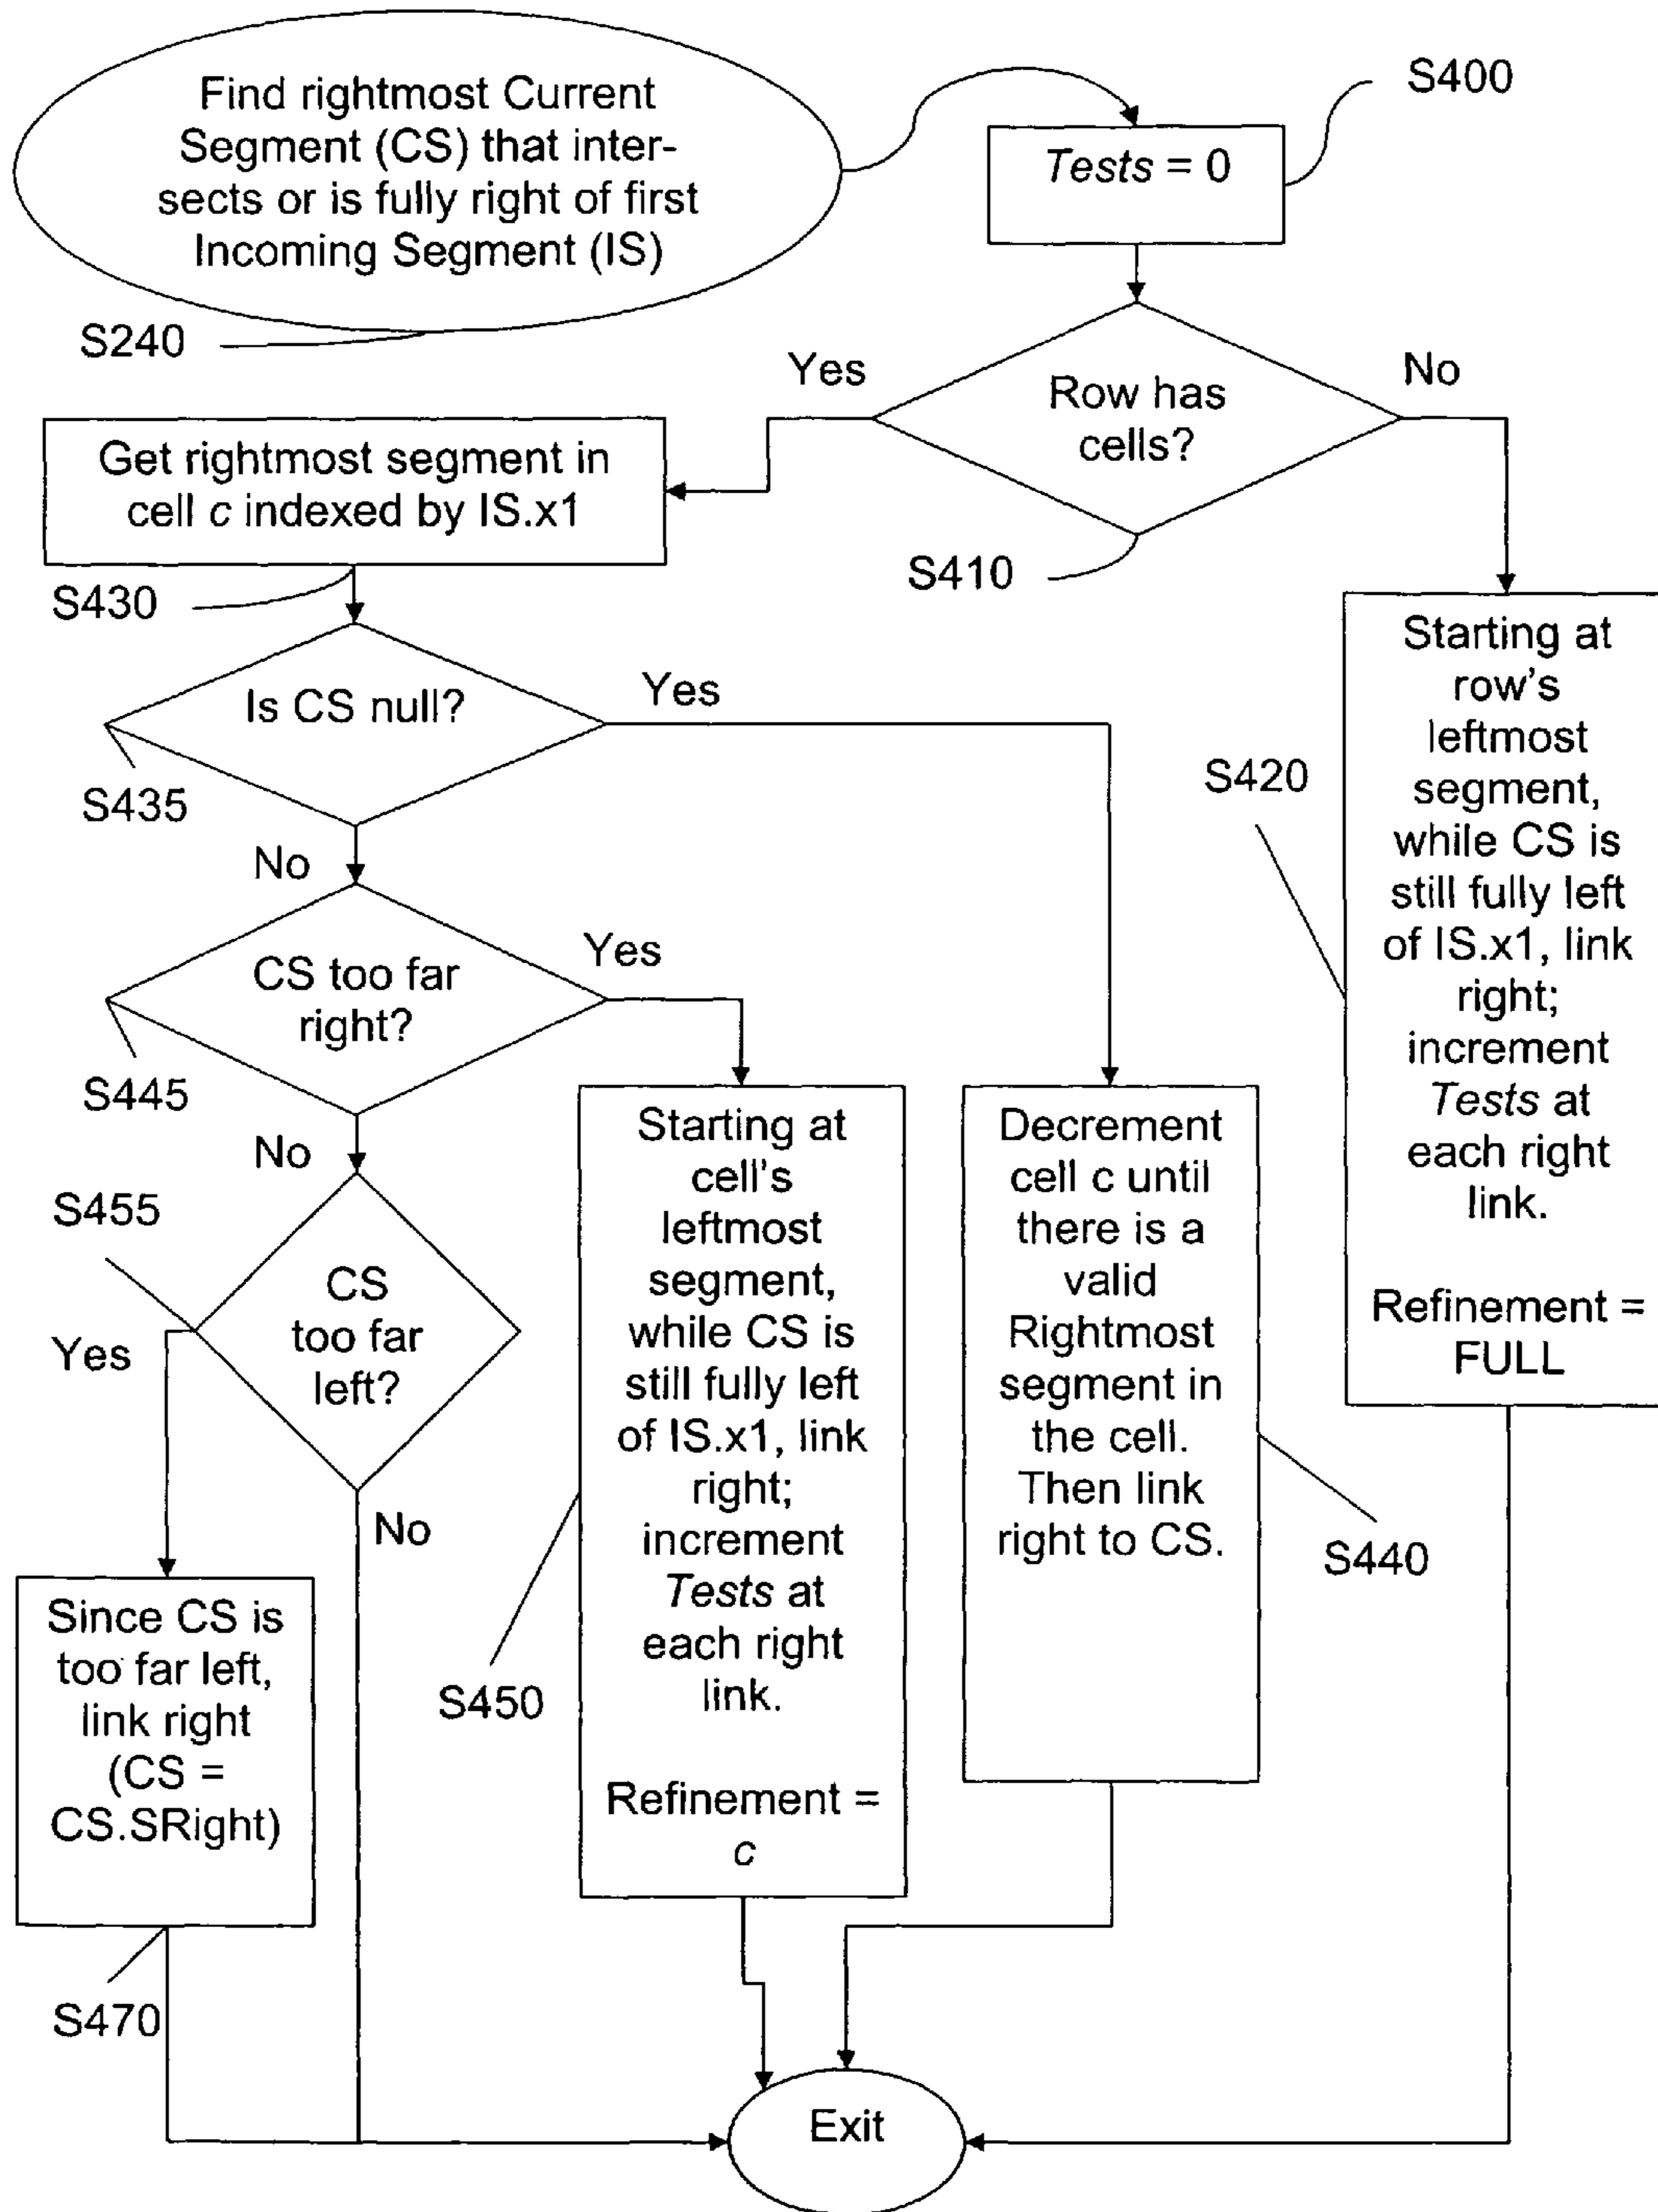 Find rightmost Current
Segment (CS) that inter-
sects or is fully right of first
Incoming Segment (IS)
S240
Tests = 0
S400
Row has
cells?
Yes
No
S410
Get rightmost segment in
cell c indexed by IS.x1
S430
Is CS null?
Yes
S435
No
CS too far
right?
Yes
S445
No
S455
CS
too far
left?
Yes
No
Since CS is
too far left,
link right
(CS =
CS.SRight)
S470
Starting at
cell's
leftmost
segment,
while CS is
still fully left
of IS.x1, link
right;
increment
Tests at
each right
link.
Refinement =
c
S450
Decrement
cell c until
there is a
valid
Rightmost
segment in
the cell.
Then link
right to CS.
S440
Starting at
row's
leftmost
segment,
while CS is
still fully left
of IS.x1, link
right;
increment
Tests at
each right
link.
Refinement =
FULL
S420
Exit